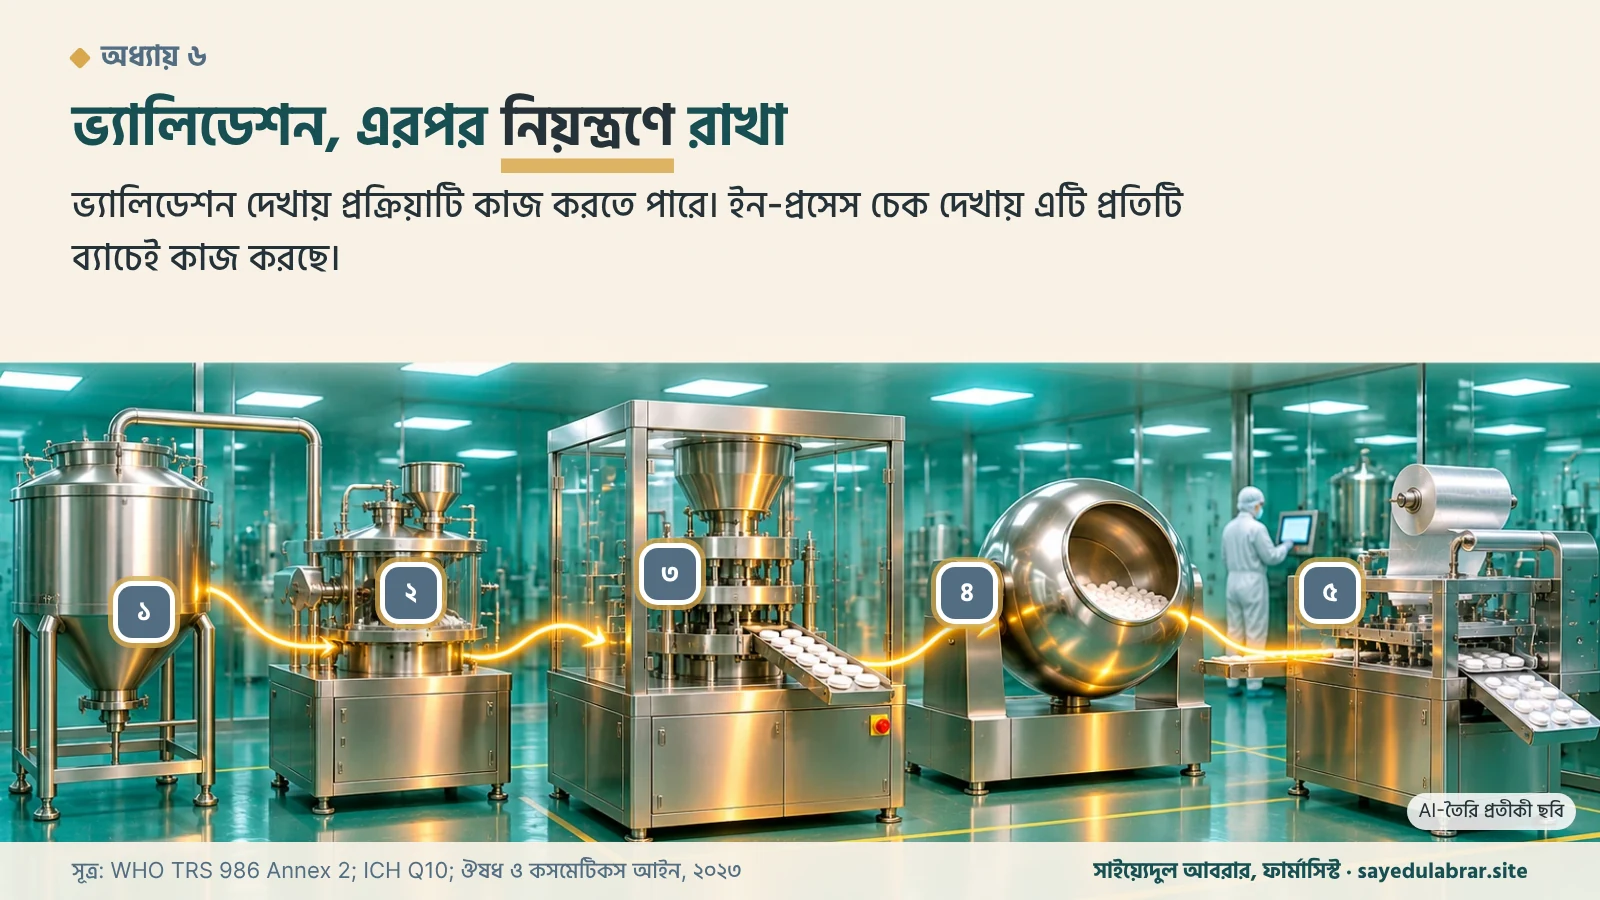 অধ্যায় ৬
ভ্যালিডেশন, এরপর নিয়ন্ত্রণে রাখা
ভ্যালিডেশন দেখায় প্রক্রিয়াটি কাজ করতে পারে। ইন-প্রসেস চেক দেখায় এটি প্রতিটি
ব্যাচেই কাজ করছে।
১
২
৩
৪
৫
AI-তৈরি প্রতীকী ছবি
সূত্র: WHO TRS 986 Annex 2; ICH Q10; ঔষধ ও কসমেটিকস আইন, ২০২৩
সাইয়্যেদুল আবরার, ফার্মাসিস্ট · sayedulabrar.site